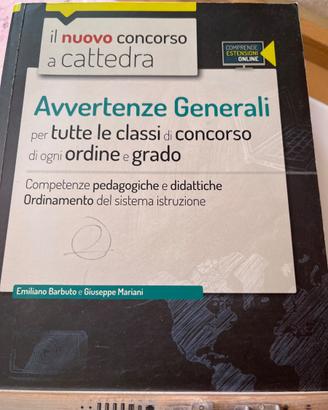 il nuovo concorso
a cattedra
COMPRENDE
ESTENSIONI
ONLINE
Avvertenze Generali
per tutte le classi di concorso
di ogni ordine e grado
Competenze pedagogiche e didattiche
Ordinamento del sistema istruzione
Emiliano Barbuto e Giuseppe Mariani